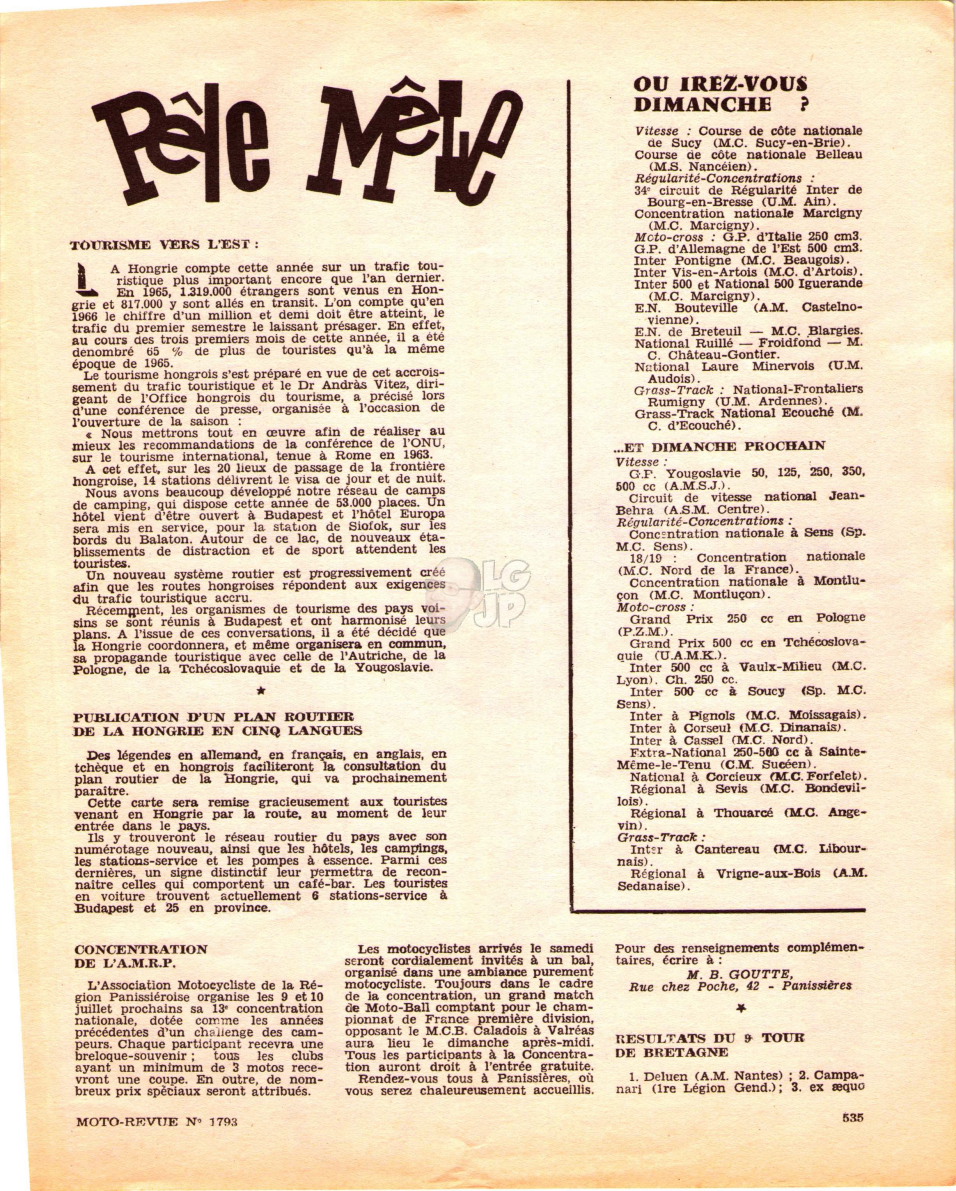 Pêle Mêle
TOURISME VERS L'EST :
LA Hongrie compte cette année sur un trafic tou-
ristique plus important encore que l'an dernier.
En 1965, 1.319.000 étrangers sont venus en Hon-
grie et 817.000 y sont allés en transit. L'on compte qu'en
1966 le chiffre d'un million et demi doit être atteint, le
trafic du premier semestre le laissant présager. En effet,
au cours des trois premiers mois de cette année, il a été
denombré 65 % de plus de touristes qu'à la même
époque de 1965.
Le tourisme hongrois s'est préparé en vue de cet accrois-
sement du trafic touristique et le Dr Andràs Vitez, diri-
geant de l'Office hongrois du tourisme, a précisé lors
d'une conférence de presse, organisée à l'occasion de
l'ouverture de la saison :
« Nous mettrons tout en œuvre afin de réaliser au
mieux les recommandations de la conférence de l'ONU,
sur le tourisme international, tenue à Rome en 1963.
A cet effet, sur les 20 lieux de passage de la frontière
hongroise, 14 stations délivrent le visa de jour et de nuit.
Nous avons beaucoup développé notre réseau de camps
de camping, qui dispose cette année de 53.000 places. Un
hôtel vient d'être ouvert à Budapest et l'hôtel Europa
sera mis en service, pour la station de Siofok, sur les
bords du Balaton. Autour de ce lac, de nouveaux éta-
blissements de distraction et de sport attendent les
touristes.
Un nouveau système routier est progressivement créé
afin que les routes hongroises répondent aux exigences
du trafic touristique accru.
Récemment, les organismes de tourisme des pays voi-
sins se sont réunis à Budapest et ont harmonisé leurs
plans. A l'issue de ces conversations, il a été décidé que
la Hongrie coordonnera, et même organisera en commun,
sa propagande touristique avec celle de l'Autriche, de la
Pologne, de la Tchécoslovaquie et de la Yougoslavie.
★
PUBLICATION D'UN PLAN ROUTIER
DE LA HONGRIE EN CINQ LANGUES
Des légendes en allemand, en français, en anglais, en
tchèque et en hongrois faciliteront la consultation du
plan routier de la Hongrie, qui va prochainement
paraître.
Cette carte sera remise gracieusement aux touristes
venant en Hongrie par la route, au moment de leur
entrée dans le pays.
Ils y trouveront le réseau routier du pays avec son
numérotage nouveau, ainsi que les hôtels, les campings,
les stations-service et les pompes à essence. Parmi ces
dernières, un signe distinctif leur permettra de recon-
naître celles qui comportent un café-bar. Les touristes
en voiture trouvent actuellement 6 stations-service à
Budapest et 25 en province.
OU IREZ-VOUS
DIMANCHE ?
Vitesse : Course de côte nationale
de Sucy (M.C. Sucy-en-Brie).
Course de côte nationale Belleau
(M.S. Nancéien).
Régularité-Concentrations :
34e circuit de Régularité Inter de
Bourg-en-Bresse (U.M. Ain).
Concentration nationale Marcigny
(M.C. Marcigny).
Moto-cross : G.P. d'Italie 250 cm3.
G.P. d'Allemagne de l'Est 500 cm3.
Inter Pontigne (M.C. Beaugois).
Inter Vis-en-Artois (M.C. d'Artois).
Inter 500 et National 500 Iguerande
(M.C. Marcigny).
E.N. Bouteville (A.M. Castelno-
vienne).
E.N. de Breteuil — M.C. Blargies.
National Ruillé — Froidfond — M.
C. Château-Gontier.
National Laure Minervois (U.M.
Audois).
Grass-Track : National-Frontaliers
Rumigny (U.M. Ardennes).
Grass-Track National Ecouché (M.
C. d'Ecouché).
...ET DIMANCHE PROCHAIN
Vitesse :
G.P. Yougoslavie 50, 125, 250, 350,
500 cc (A.M.S.J.).
Circuit de vitesse national Jean-
Behra (A.S.M. Centre).
Régularité-Concentrations :
Concentration nationale à Sens (Sp.
M.C. Sens).
18/19 : Concentration nationale
(M.C. Nord de la France).
Concentration nationale à Montlu-
çon (M.C. Montluçon).
Moto-cross :
Grand Prix 250 cc en Pologne
(P.Z.M.).
Grand Prix 500 cc en Tchécoslova-
quie (U.A.M.K.).
Inter 500 cc à Vaulx-Milieu (M.C.
Lyon). Ch. 250 cc.
Inter 500 cc à Soucy (Sp. M.C.
Sens).
Inter à Pignols (M.C. Moissagais).
Inter à Corseul (M.C. Dinanais).
Inter à Cassel (M.C. Nord).
Extra-National 250-500 cc à Sainte-
Même-le-Tenu (C.M. Sucéen).
National à Corcieux (M.C. Forfelet).
Régional à Sevis (M.C. Bondevil-
lois).
Régional à Thouarcé (M.C. Ange-
vin).
Grass-Track :
Inter à Cantereau (M.C. Libour-
nais).
Régional à Vrigne-aux-Bois (A.M.
Sedanaise).
CONCENTRATION
DE L'A.M.R.P.
L'Association Motocycliste de la Ré-
gion Panissiéroise organise les 9 et 10
juillet prochains sa 13e concentration
nationale, dotée comme les années
précédentes d'un challenge des cam-
peurs. Chaque participant recevra une
breloque-souvenir ; tous les clubs
ayant un minimum de 3 motos rece-
vront une coupe. En outre, de nom-
breux prix spéciaux seront attribués.
Les motocyclistes arrivés le samedi
seront cordialement invités à un bal,
organisé dans une ambiance purement
motocycliste. Toujours dans le cadre
de la concentration, un grand match
de Moto-Ball comptant pour le cham-
pionnat de France première division,
opposant le M.C.B. Caladois à Valréas
aura lieu le dimanche après-midi.
Tous les participants à la Concentra-
tion auront droit à l'entrée gratuite.
Rendez-vous tous à Panissières, où
vous serez chaleureusement accueillis.
Pour des renseignements complémen-
taires, écrire à :
M. B. GOUTTE,
Rue chez Poche, 42 - Panissières
★
RESULTATS DU 9e TOUR
DE BRETAGNE
1. Deluen (A.M. Nantes) ; 2. Campa-
nari (1re Légion Gend.) ; 3. ex æquo
MOTO-REVUE N° 1793
535
LG
JP